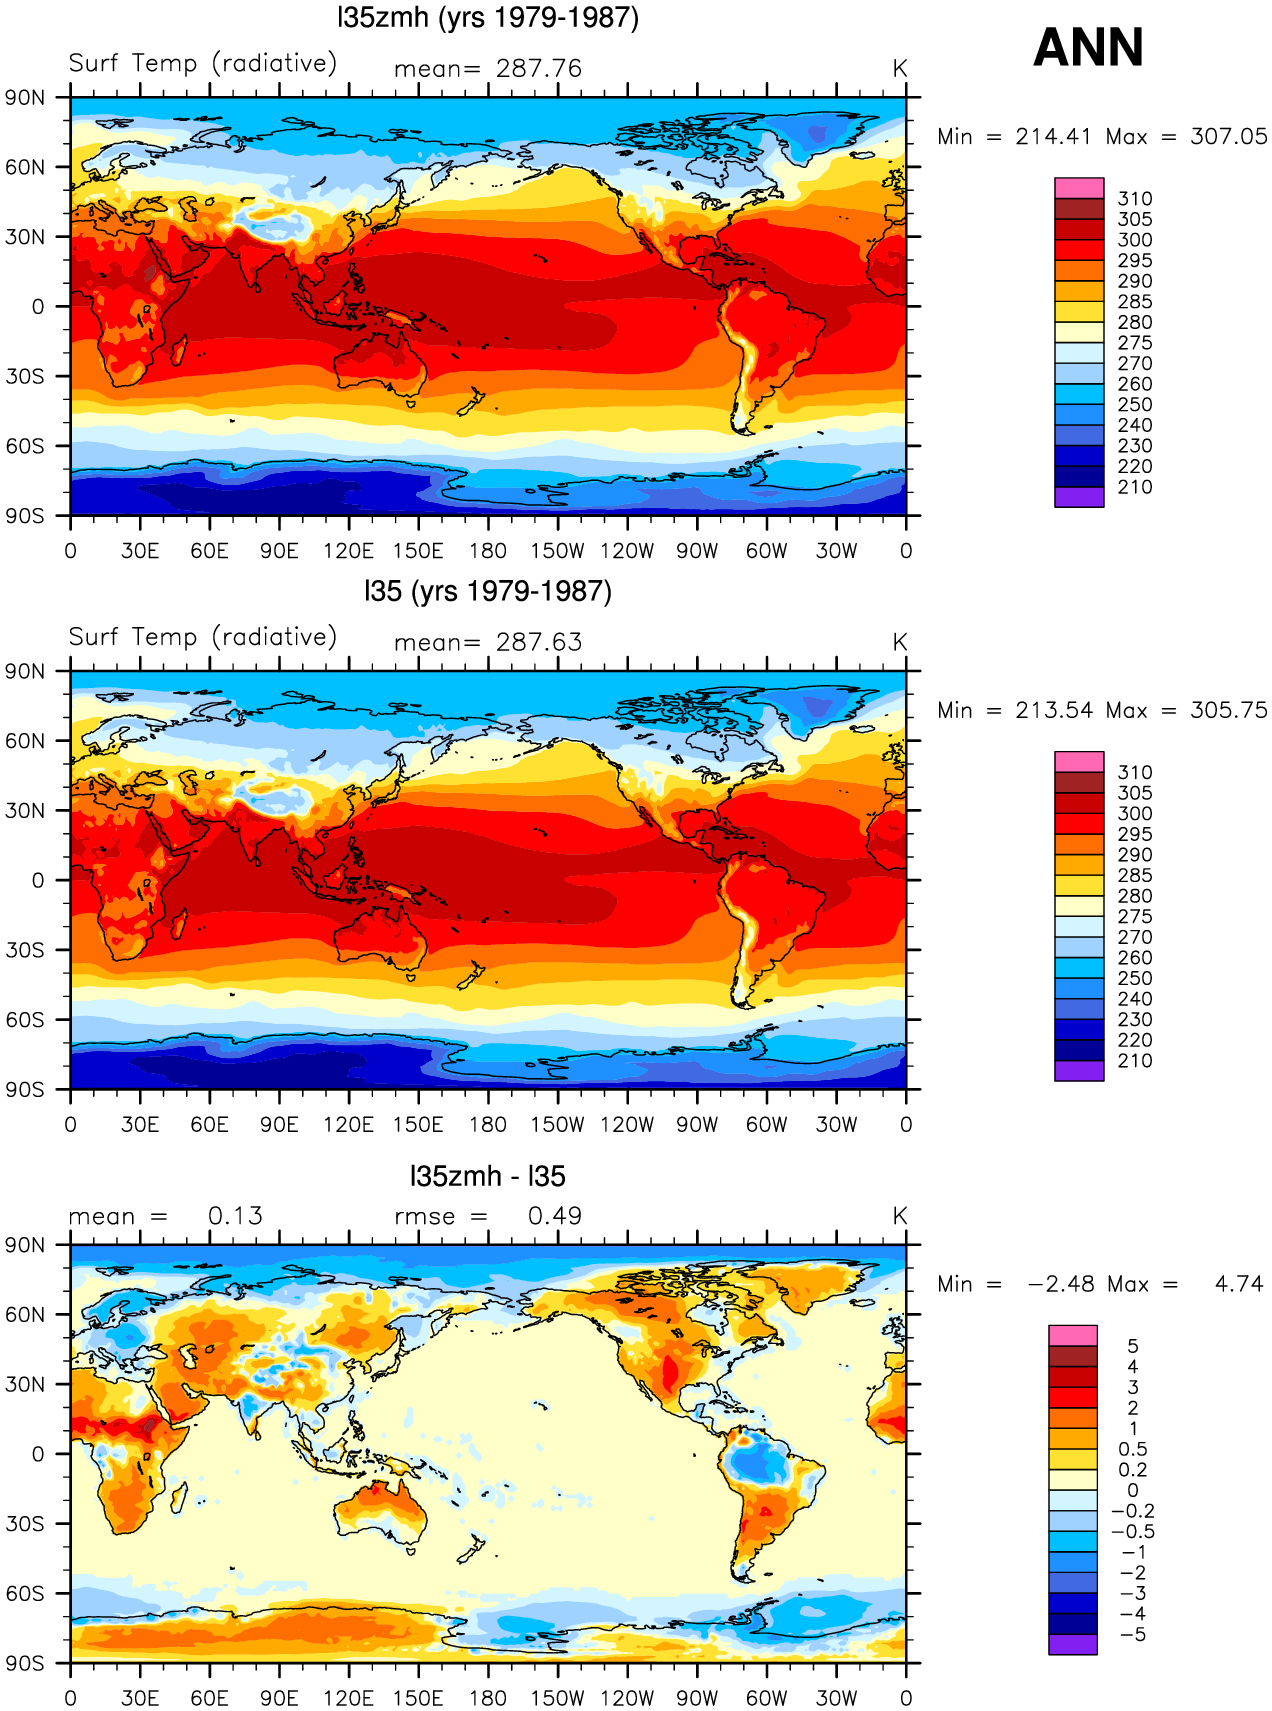 l35zmh (yrs 1979-1987)
ANN
Surf Temp (radiative) mean= 287.76 K
Min = 214.41 Max = 307.05
90N
60N
30N
0
30S
60S
90S
0 30E 60E 90E 120E 150E 180 150W 120W 90W 60W 30W 0
310
305
300
295
290
285
280
275
270
260
250
240
230
220
210
l35 (yrs 1979-1987)
Surf Temp (radiative) mean= 287.63 K
Min = 213.54 Max = 305.75
90N
60N
30N
0
30S
60S
90S
0 30E 60E 90E 120E 150E 180 150W 120W 90W 60W 30W 0
310
305
300
295
290
285
280
275
270
260
250
240
230
220
210
l35zmh - l35
mean = 0.13 rmse = 0.49 K
Min = -2.48 Max = 4.74
90N
60N
30N
0
30S
60S
90S
0 30E 60E 90E 120E 150E 180 150W 120W 90W 60W 30W 0
5
4
3
2
1
0.5
0.2
0
-0.2
-0.5
-1
-2
-3
-4
-5